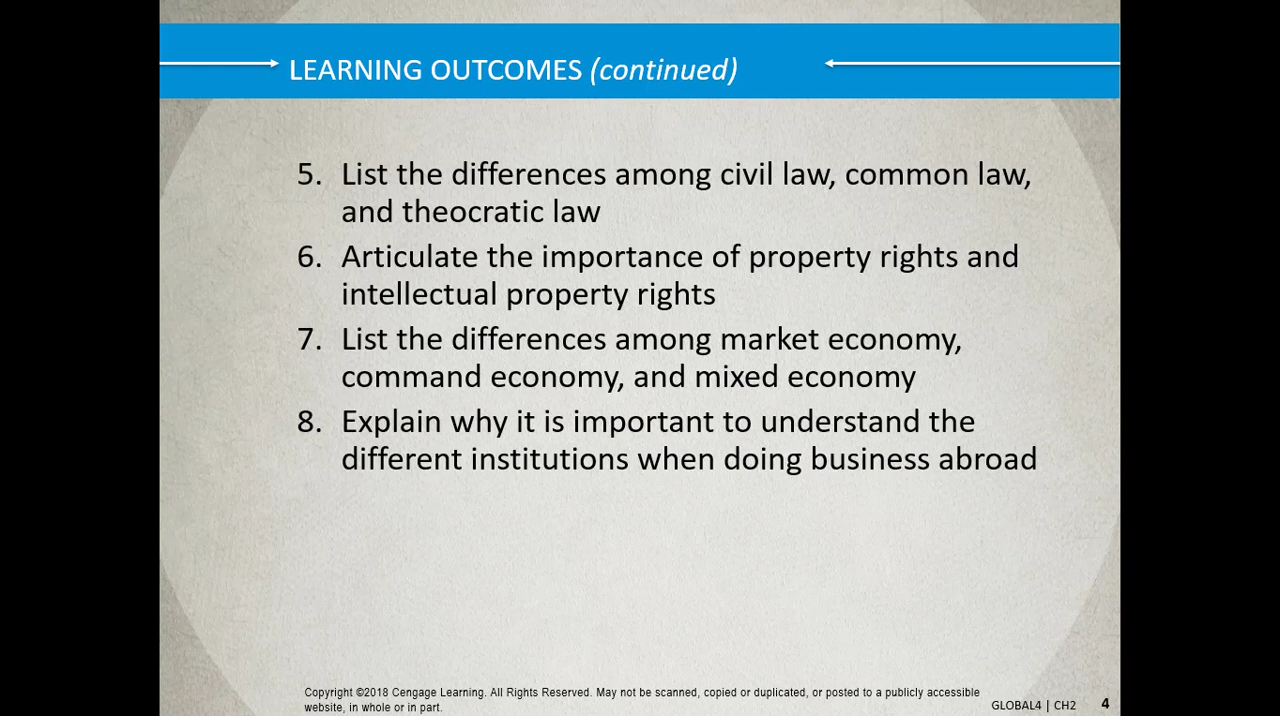 LEARNING OUTCOMES (continued)
5. List the differences among civil law, common law,
and theocratic law
6. Articulate the importance of property rights and
intellectual property rights
7. List the differences among market economy,
command economy, and mixed economy
8. Explain why it is important to understand the
different institutions when doing business abroad
Copyright ©2018 Cengage Learning. All Rights Reserved. May not be scanned, copied or duplicated, or posted to a publicly accessible
website, in whole or in part.
GLOBAL4 | CH2 4